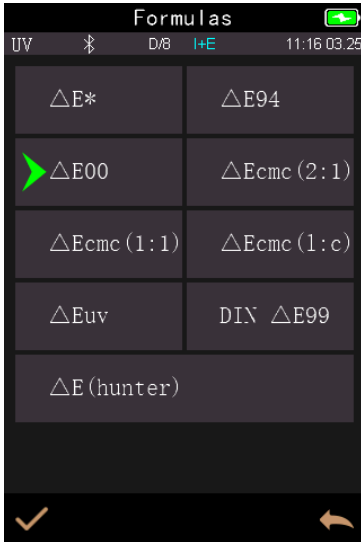 Formulas
UV D/8 I+E 11:16 03.25
△E* △E94
△E00 △Ecmc(2:1)
△Ecmc(1:1) △Ecmc(l:c)
△Euv DIN △E99
△E(hunter)